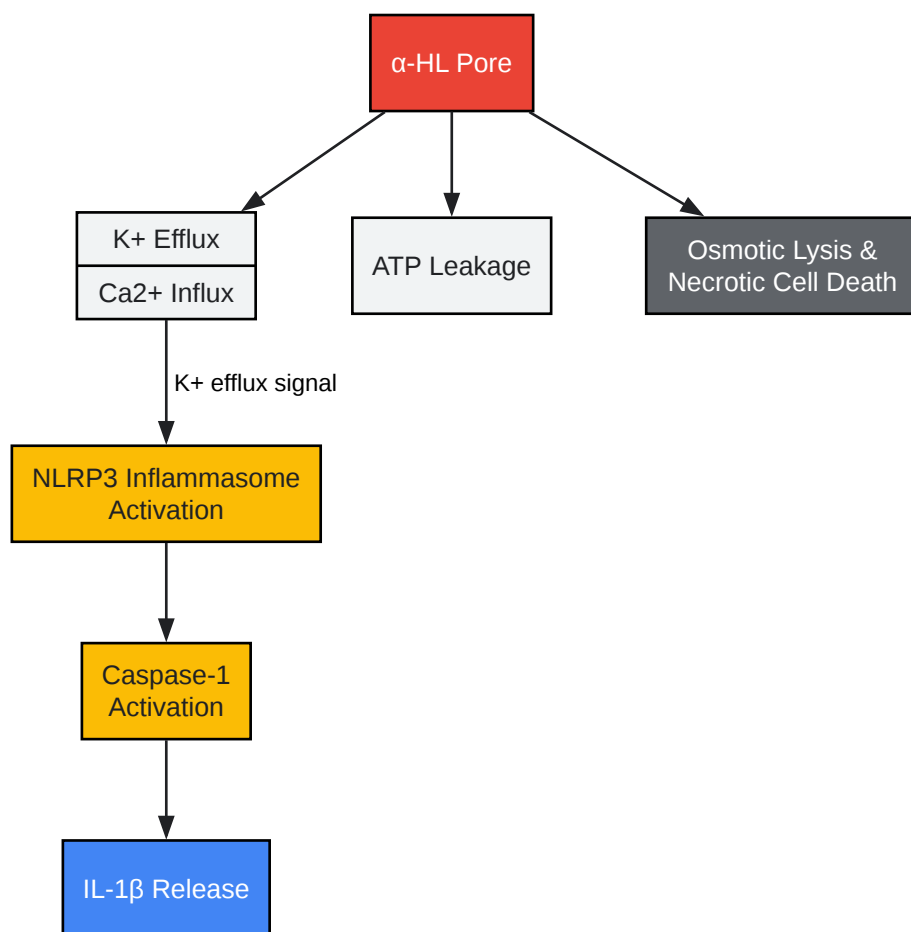 α-HL Pore
K+ Efflux
Ca2+ Influx
ATP Leakage
Osmotic Lysis &
Necrotic Cell Death
K+ efflux signal
NLRP3 Inflammasome
Activation
Caspase-1
Activation
IL-1β Release